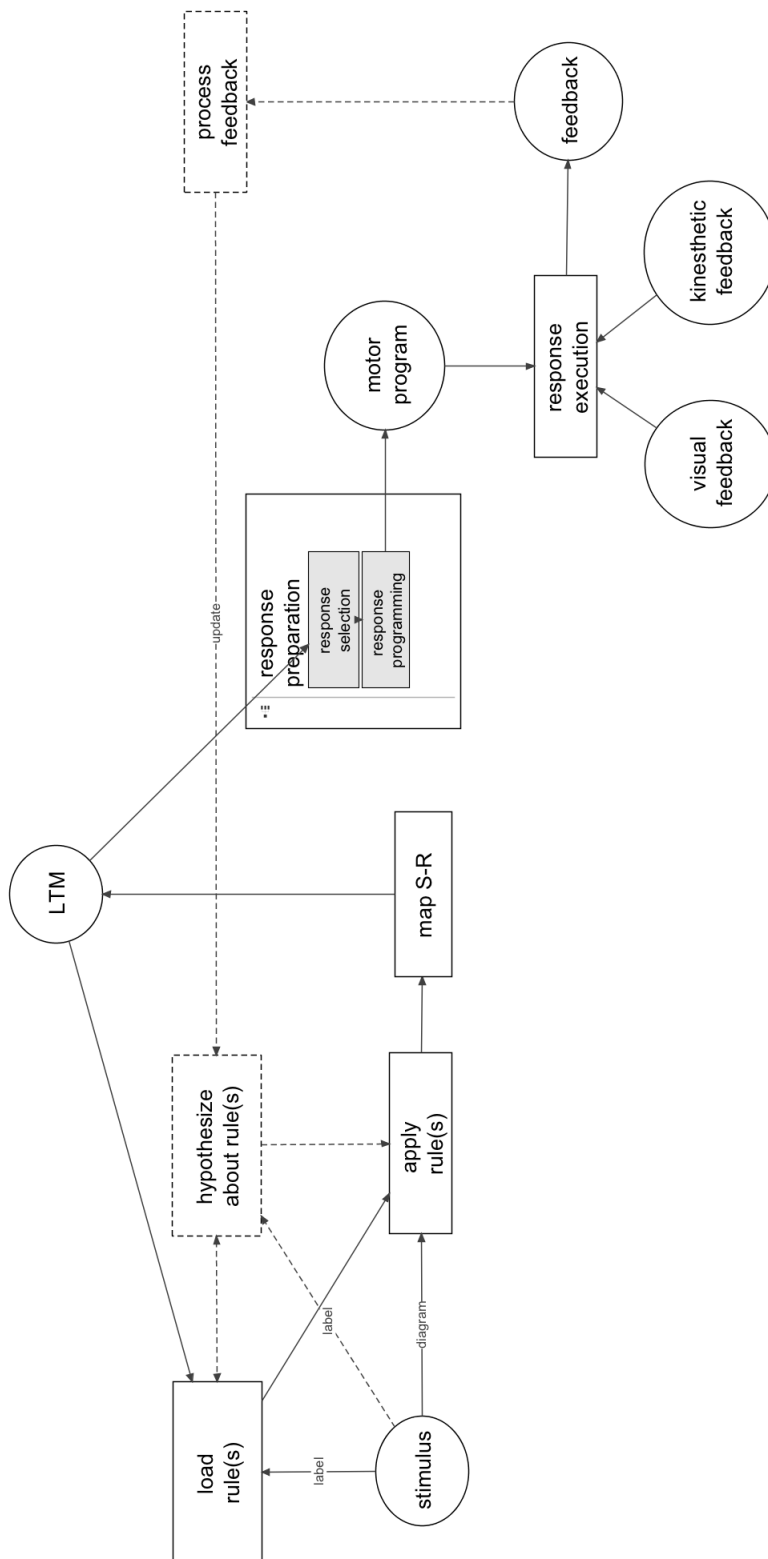 LTM
process
feedback
load
rule(s)
hypothesize
about rule(s)
update
label
label
stimulus
diagram
apply
rule(s)
map S-R
response
preparation
response
selection
response
programming
motor
program
feedback
response
execution
visual
feedback
kinesthetic
feedback